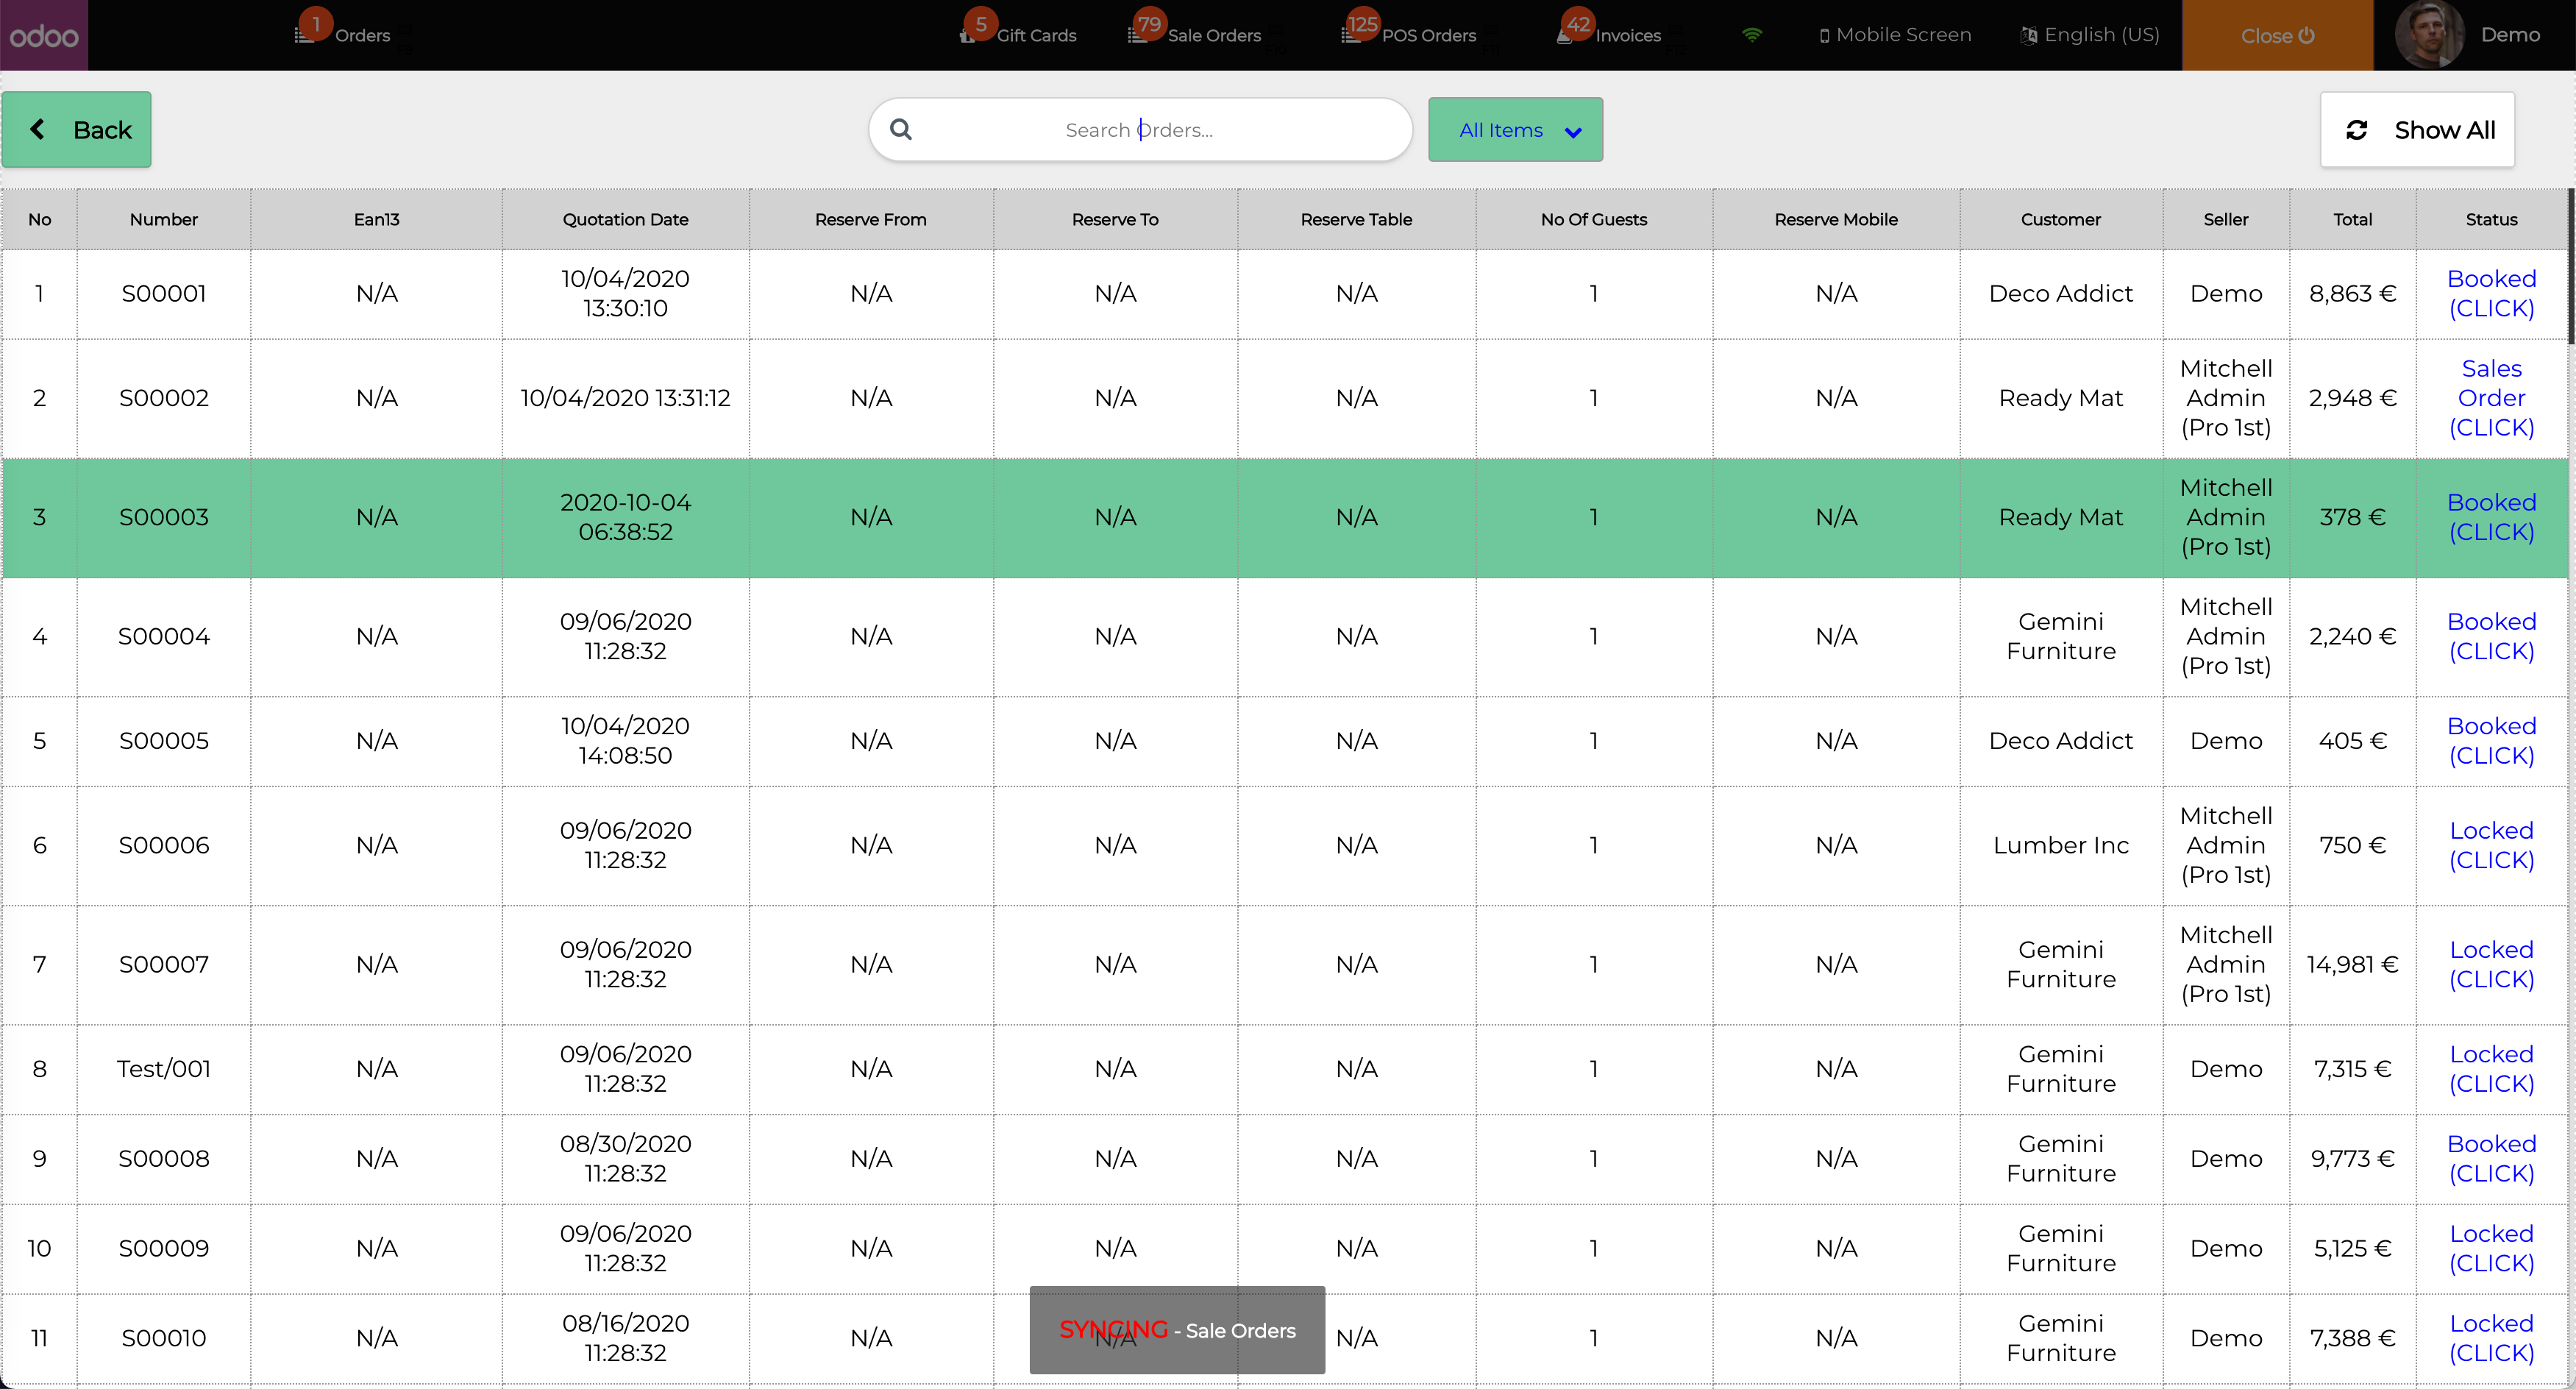 odoo 1 Orders 5 Gift Cards 79 Sale Orders 125 POS Orders 42 Invoices Mobile Screen English (US) Close Demo
Back Search Orders... All Items Show All
No Number Ean13 Quotation Date Reserve From Reserve To Reserve Table No Of Guests Reserve Mobile Customer Seller Total Status
1 S00001 N/A 10/04/2020 13:30:10 N/A N/A N/A 1 N/A Deco Addict Demo 8,863 € Booked (CLICK)
2 S00002 N/A 10/04/2020 13:31:12 N/A N/A N/A 1 N/A Ready Mat Mitchell Admin (Pro 1st) 2,948 € Sales Order (CLICK)
3 S00003 N/A 2020-10-04 06:38:52 N/A N/A N/A 1 N/A Ready Mat Mitchell Admin (Pro 1st) 378 € Booked (CLICK)
4 S00004 N/A 09/06/2020 11:28:32 N/A N/A N/A 1 N/A Gemini Furniture Mitchell Admin (Pro 1st) 2,240 € Booked (CLICK)
5 S00005 N/A 10/04/2020 14:08:50 N/A N/A N/A 1 N/A Deco Addict Demo 405 € Booked (CLICK)
6 S00006 N/A 09/06/2020 11:28:32 N/A N/A N/A 1 N/A Lumber Inc Mitchell Admin (Pro 1st) 750 € Locked (CLICK)
7 S00007 N/A 09/06/2020 11:28:32 N/A N/A N/A 1 N/A Gemini Furniture Mitchell Admin (Pro 1st) 14,981 € Locked (CLICK)
8 Test/001 N/A 09/06/2020 11:28:32 N/A N/A N/A 1 N/A Gemini Furniture Demo 7,315 € Locked (CLICK)
9 S00008 N/A 08/30/2020 11:28:32 N/A N/A N/A 1 N/A Gemini Furniture Demo 9,773 € Booked (CLICK)
10 S00009 N/A 09/06/2020 11:28:32 N/A N/A N/A 1 N/A Gemini Furniture Demo 5,125 € Locked (CLICK)
11 S00010 N/A 08/16/2020 11:28:32 N/A N/A N/A 1 N/A Gemini Furniture Demo 7,388 € Locked (CLICK)
SYNCING - Sale Orders